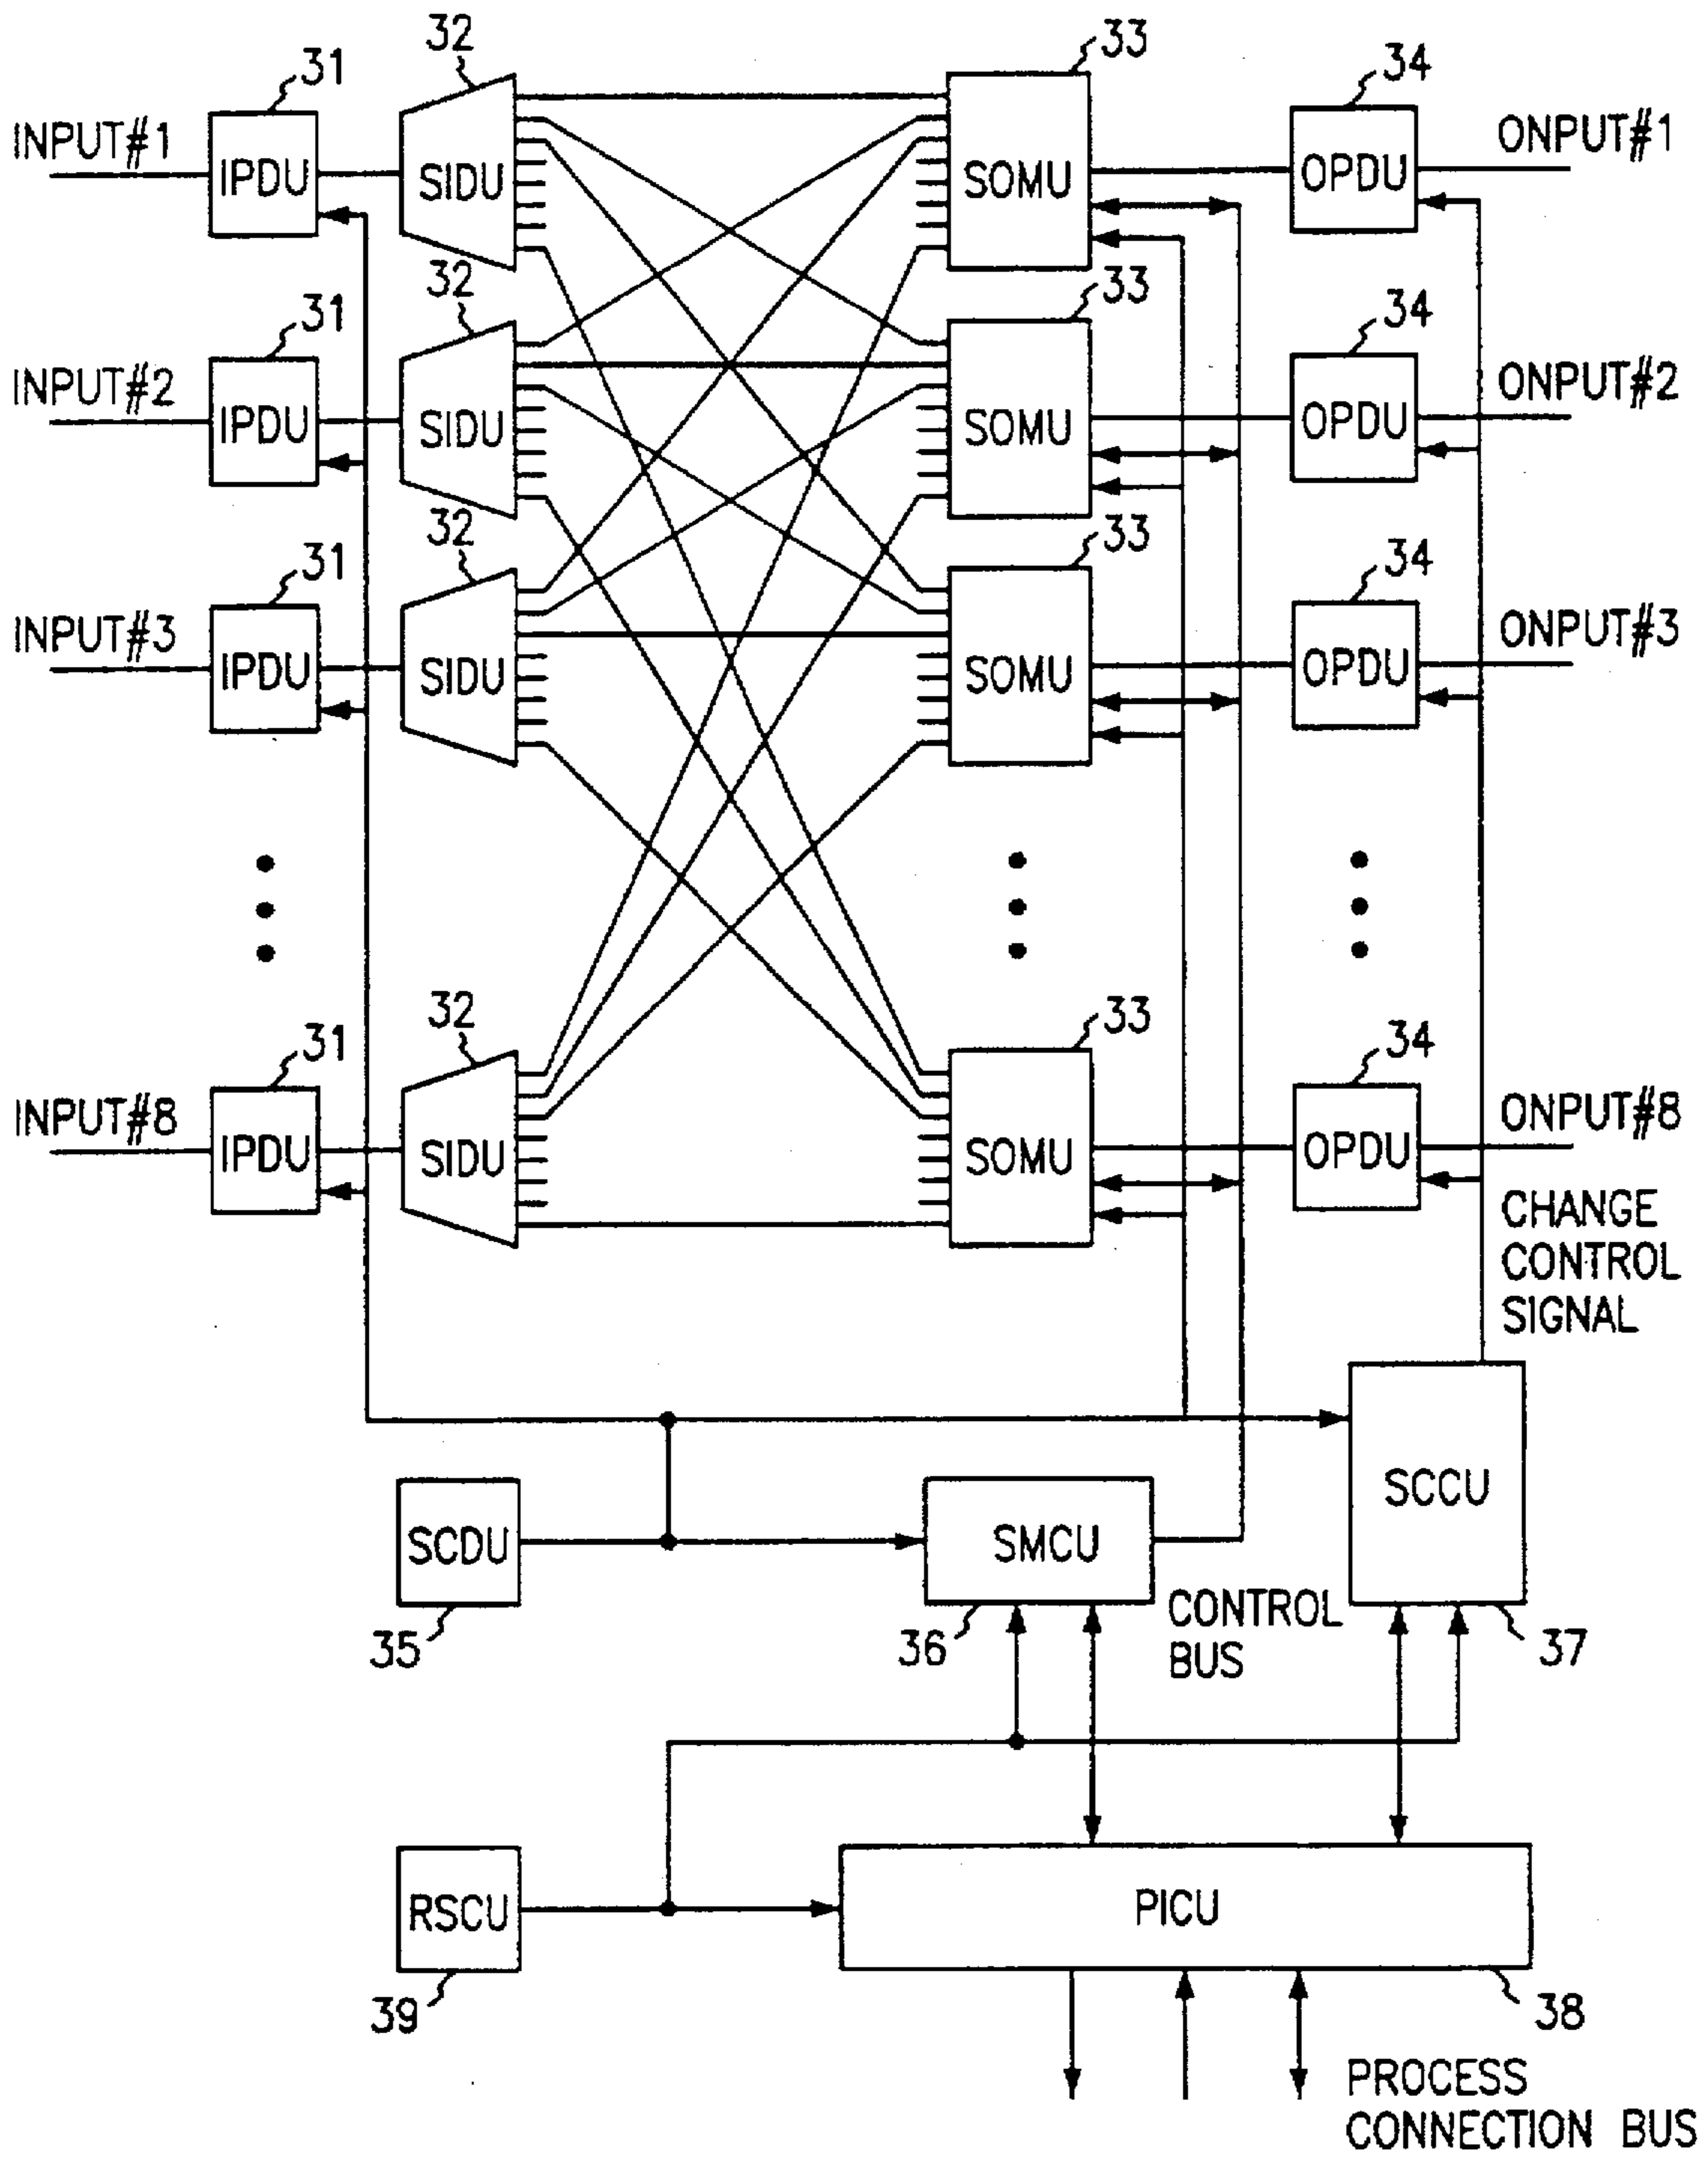 32
33
31
34
INPUT#1
IPDU
SIDU
SOMU
OPDU
ONPUT#1
32
33
31
34
INPUT#2
IPDU
SIDU
SOMU
OPDU
ONPUT#2
32
33
31
34
INPUT#3
IPDU
SIDU
SOMU
OPDU
ONPUT#3
32
33
31
34
INPUT#8
IPDU
SIDU
SOMU
OPDU
ONPUT#8
CHANGE
CONTROL
SIGNAL
SCDU
35
SMCU
36
CONTROL
BUS
SCCU
37
RSCU
39
PICU
38
PROCESS
CONNECTION BUS